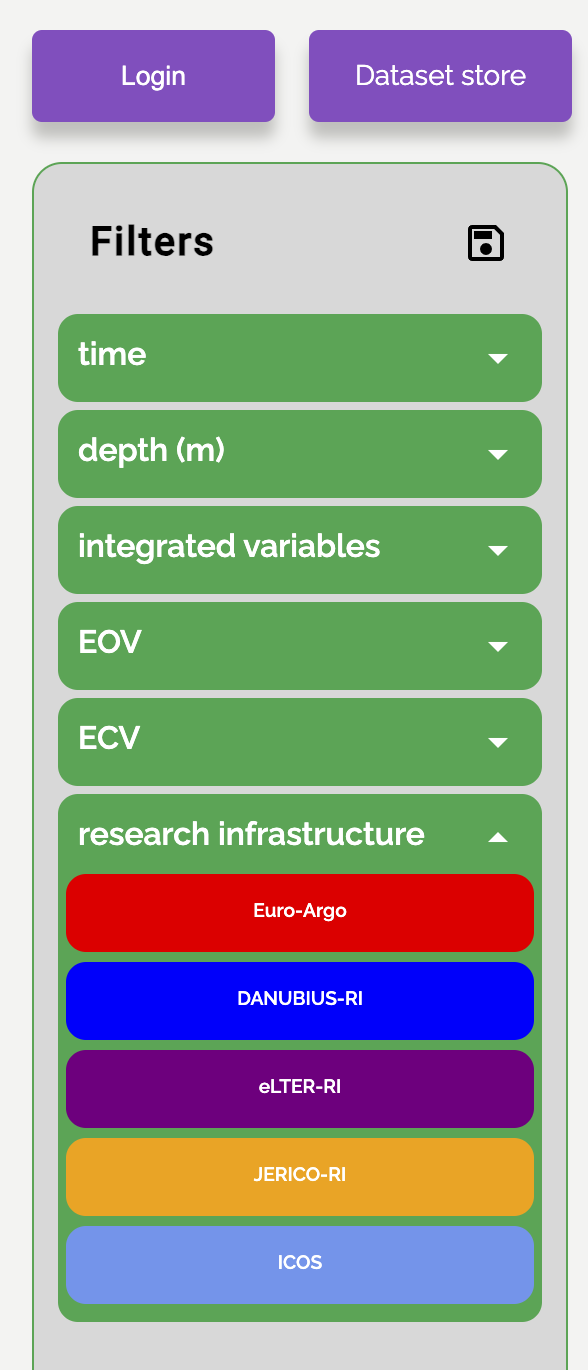 Login
Dataset store
Filters
time
depth (m)
integrated variables
EOV
ECV
research infrastructure
Euro-Argo
DANUBIUS-RI
eLTER-RI
JERICO-RI
ICOS